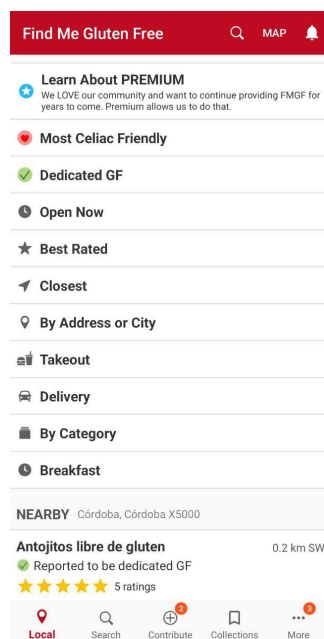 Find Me Gluten Free MAP
Learn About PREMIUM
We LOVE our community and want to continue providing FMGF for
years to come. Premium allows us to do that.
Most Celiac Friendly
Dedicated GF
Open Now
Best Rated
Closest
By Address or City
Takeout
Delivery
By Category
Breakfast
NEARBY Córdoba, Córdoba X5000
Antojitos libre de gluten 0.2 km SW
Reported to be dedicated GF
5 ratings
2 3
Local Search Contribute Collections More